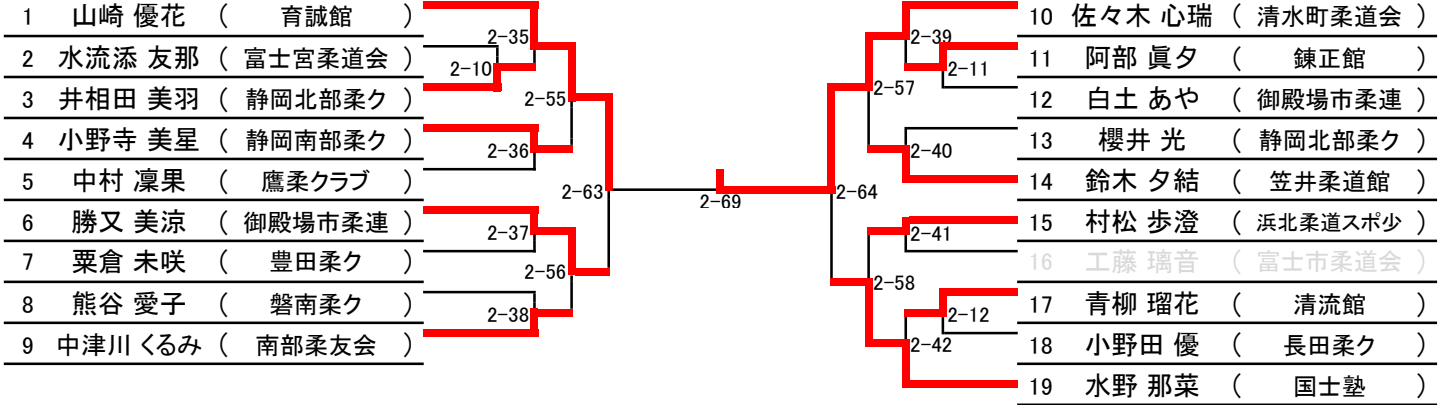 1 山崎 優花 ( 育誠館 )
2 水流添 友那 ( 富士宮柔道会 )
3 井相田 美羽 ( 静岡北部柔ク )
4 小野寺 美星 ( 静岡南部柔ク )
5 中村 凜果 ( 鷹柔クラブ )
6 勝又 美涼 ( 御殿場市柔連 )
7 粟倉 未咲 ( 豊田柔ク )
8 熊谷 愛子 ( 磐南柔ク )
9 中津川 くるみ ( 南部柔友会 )
2-35
2-10
2-55
2-36
2-63
2-37
2-56
2-38
2-69
2-39
2-11
2-57
2-40
2-64
2-41
2-58
2-12
2-42
10 佐々木 心瑞 ( 清水町柔道会 )
11 阿部 眞夕 ( 錬正館 )
12 白土 あや ( 御殿場市柔連 )
13 櫻井 光 ( 静岡北部柔ク )
14 鈴木 夕結 ( 笠井柔道館 )
15 村松 歩澄 ( 浜北柔道スポ少 )
16 工藤 璃音 ( 富士市柔道会 )
17 青柳 瑠花 ( 清流館 )
18 小野田 優 ( 長田柔ク )
19 水野 那菜 ( 国士塾 )